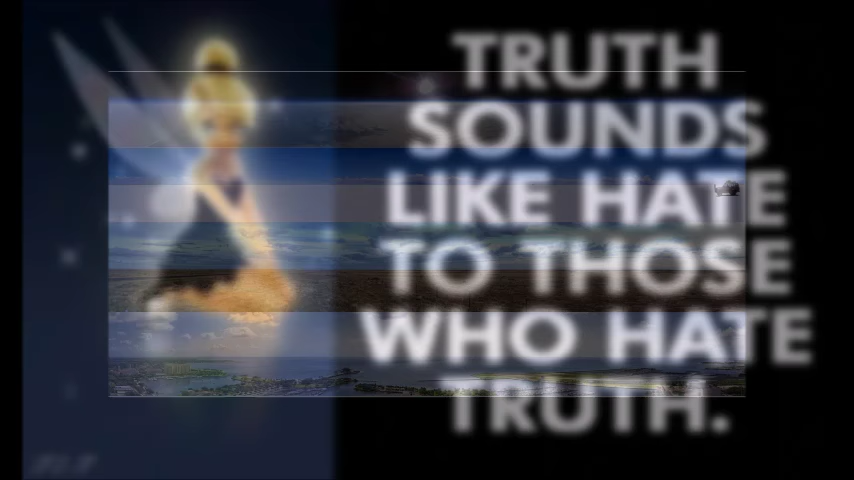 TRUTH
SOUNDS
LIKE HATE
TO THOSE
WHO HATE
TRUTH.